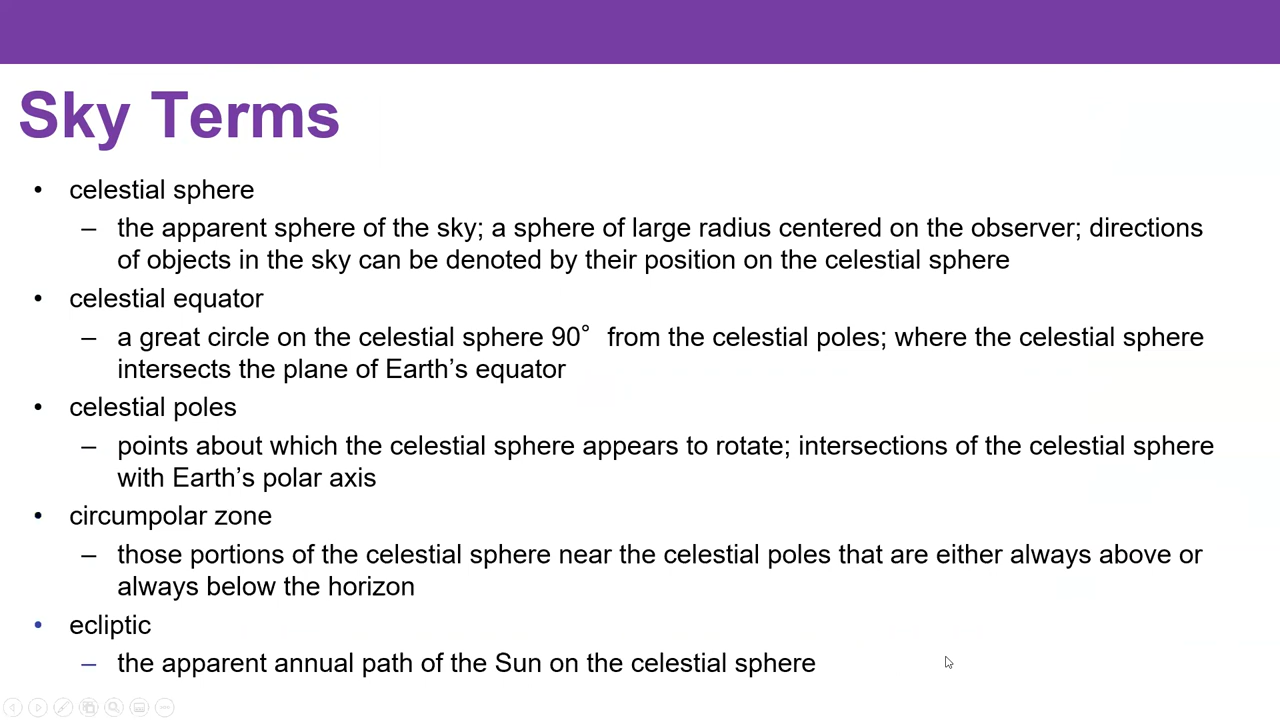 Sky Terms
• celestial sphere
– the apparent sphere of the sky; a sphere of large radius centered on the observer; directions
of objects in the sky can be denoted by their position on the celestial sphere
• celestial equator
– a great circle on the celestial sphere 90° from the celestial poles; where the celestial sphere
intersects the plane of Earth’s equator
• celestial poles
– points about which the celestial sphere appears to rotate; intersections of the celestial sphere
with Earth’s polar axis
• circumpolar zone
– those portions of the celestial sphere near the celestial poles that are either always above or
always below the horizon
• ecliptic
– the apparent annual path of the Sun on the celestial sphere